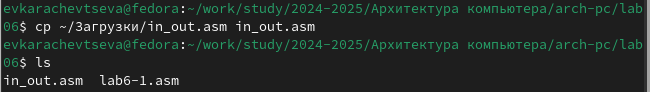 evkarachevtseva@fedora:~/work/study/2024-2025/Архитектура компьютера/arch-pc/lab
06$ cp ~/Загрузки/in_out.asm in_out.asm
evkarachevtseva@fedora:~/work/study/2024-2025/Архитектура компьютера/arch-pc/lab
06$ ls
in_out.asm  lab6-1.asm